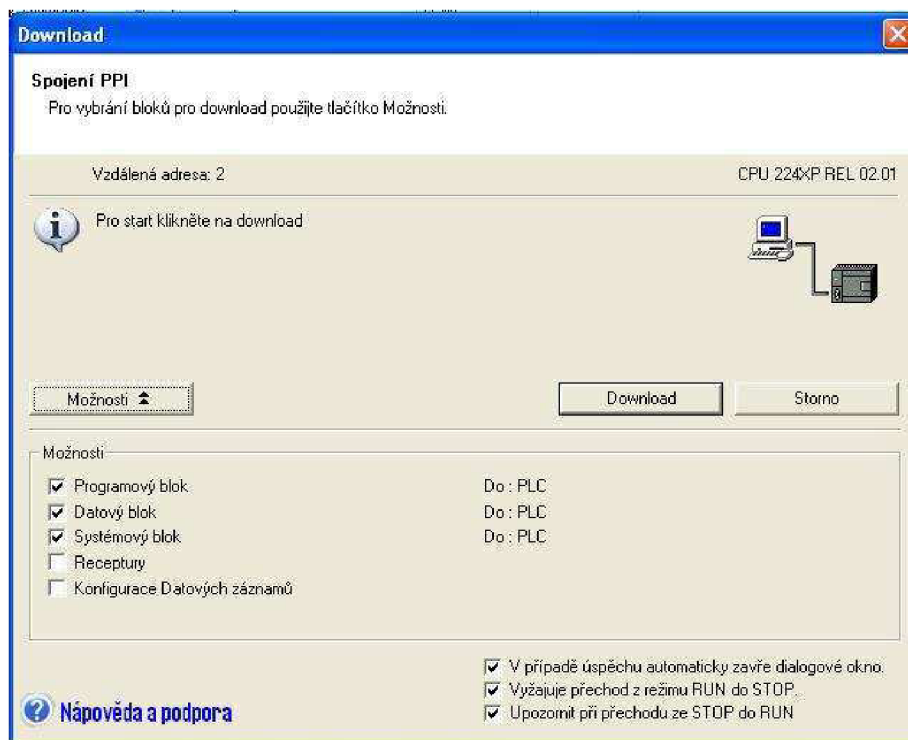 Download
Spojení PPI
Pro vybrání bloků pro download použijte tlačítko Možnosti.
Vzdálená adresa: 2 CPU 224XP REL 02.01
Pro start klikněte na download
Možnosti Download Storno
Možnosti
Programový blok Do : PLC
Datový blok Do : PLC
Systémový blok Do : PLC
Receptury
Konfigurace Datových záznamů
V případě úspěchu automaticky zavře dialogové okno.
Vyžajuje přechod z režimu RUN do STOP.
Upozornit při přechodu ze STOP do RUN
Nápověda a podpora